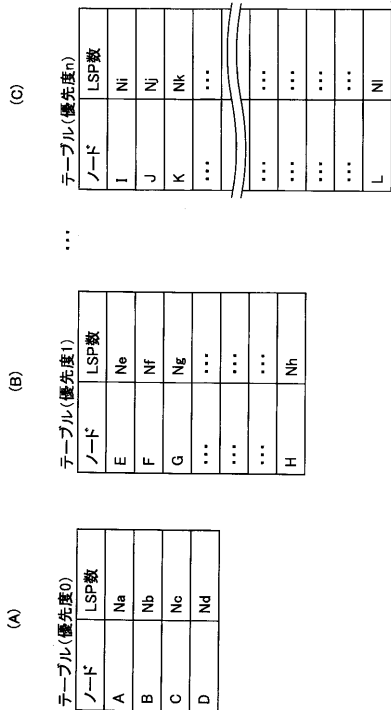 (A)
テーブル(優先度0)
ノード LSP数
A Na
B Nb
C Nc
D Nd
(B)
テーブル(優先度1)
ノード LSP数
E Ne
F Nf
G Ng
… …
… …
… …
H Nh
…
(C)
テーブル(優先度n)
ノード LSP数
I Ni
J Nj
K Nk
… …
… …
… …
… …
… …
L Nl